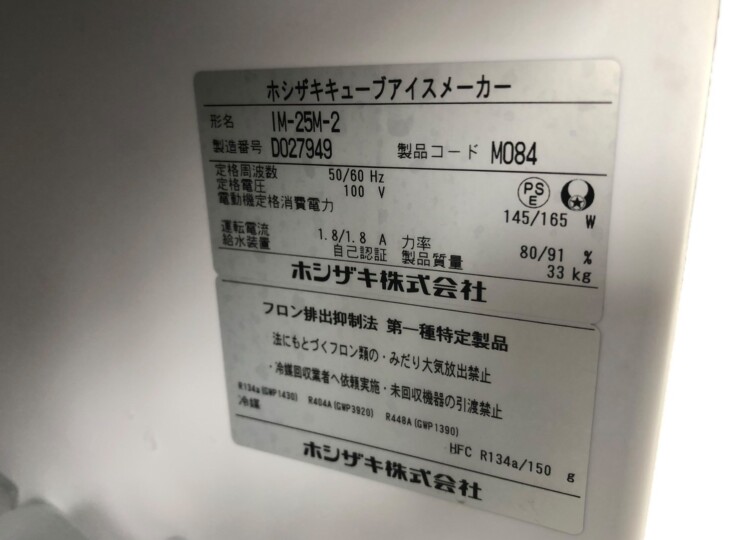 ホシザキキューブアイスメーカー
形名 IM-25M-2
製造番号 D027949 製品コード M084
定格周波数 50/60 Hz
定格電圧 100 V
PS E
電動機定格消費電力 145/165 W
運転電流 1.8/1.8 A 力率 80/91 %
給水装置 自己認証 製品質量 33 kg
ホシザキ株式会社
フロン排出抑制法 第一種特定製品
法にもとづくフロン類の・みだり大気放出禁止
・冷媒回収業者へ依頼実施・未回収機器の引渡禁止
R134a(GWP1430) R404A(GWP3920) R448A(GWP1390)
冷媒 HFC R134a/150 g
ホシザキ株式会社